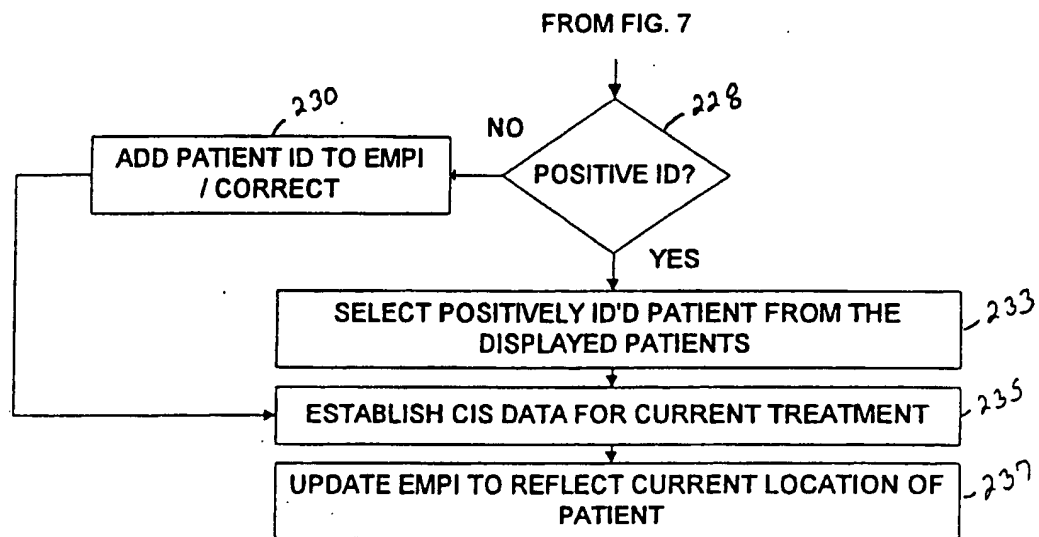 FROM FIG. 7
228
230
NO
ADD PATIENT ID TO EMPI
/ CORRECT
POSITIVE ID?
YES
SELECT POSITIVELY ID'D PATIENT FROM THE
DISPLAYED PATIENTS
233
ESTABLISH CIS DATA FOR CURRENT TREATMENT
235
UPDATE EMPI TO REFLECT CURRENT LOCATION OF
PATIENT
237